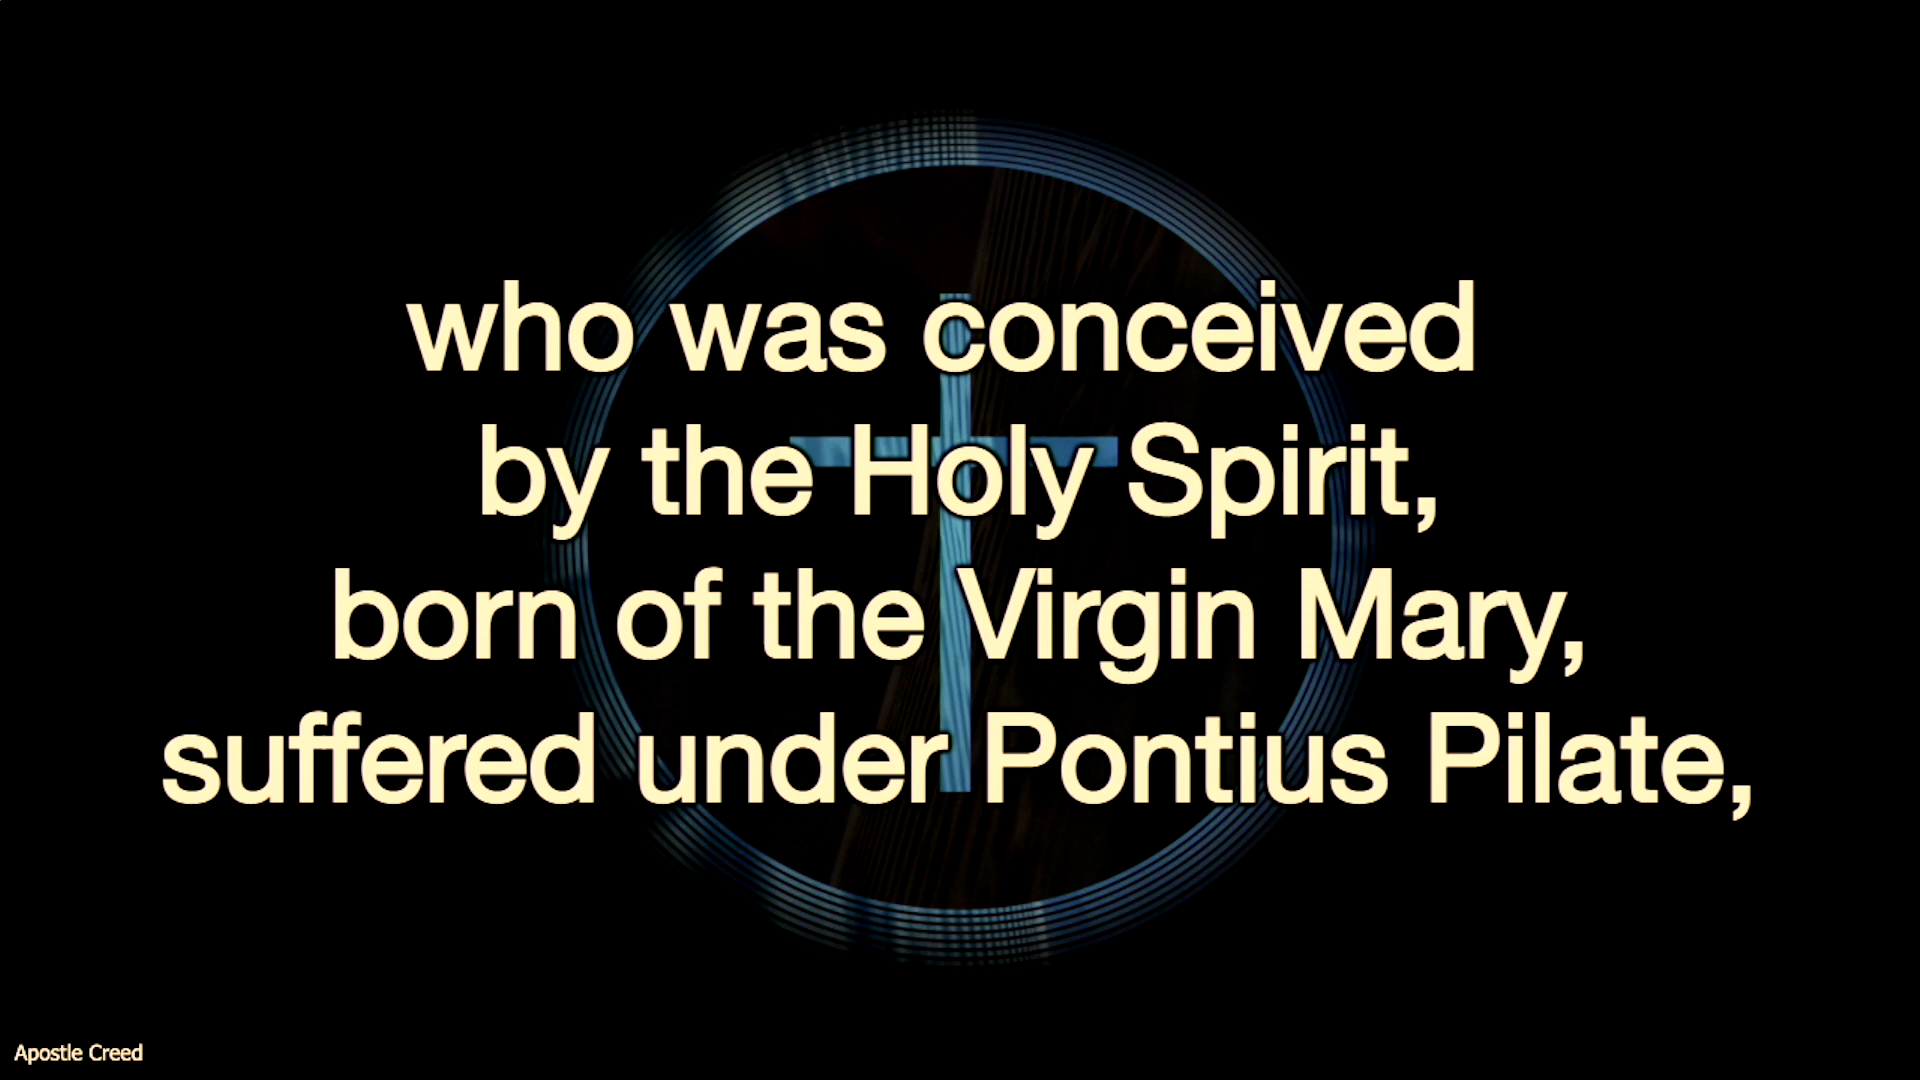 who was conceived
by the Holy Spirit,
born of the Virgin Mary,
suffered under Pontius Pilate,
Apostle Creed